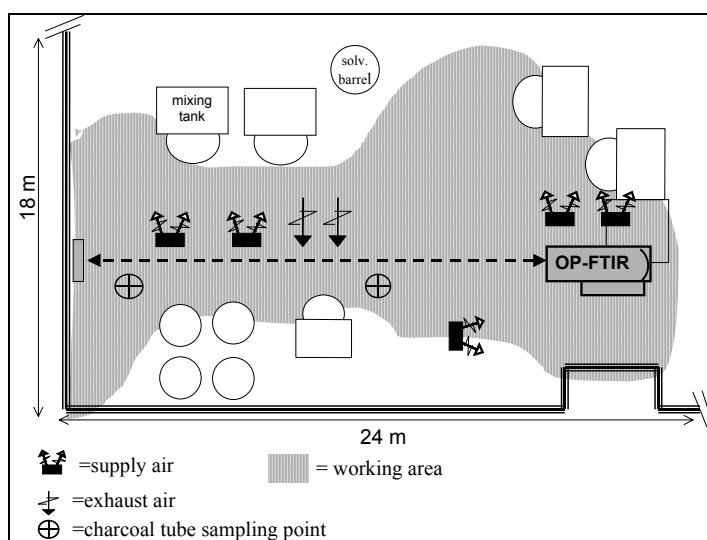 solv.
barrel
mixing
tank
18 m
OP-FTIR
24 m
=supply air
= working area
=exhaust air
=charcoal tube sampling point